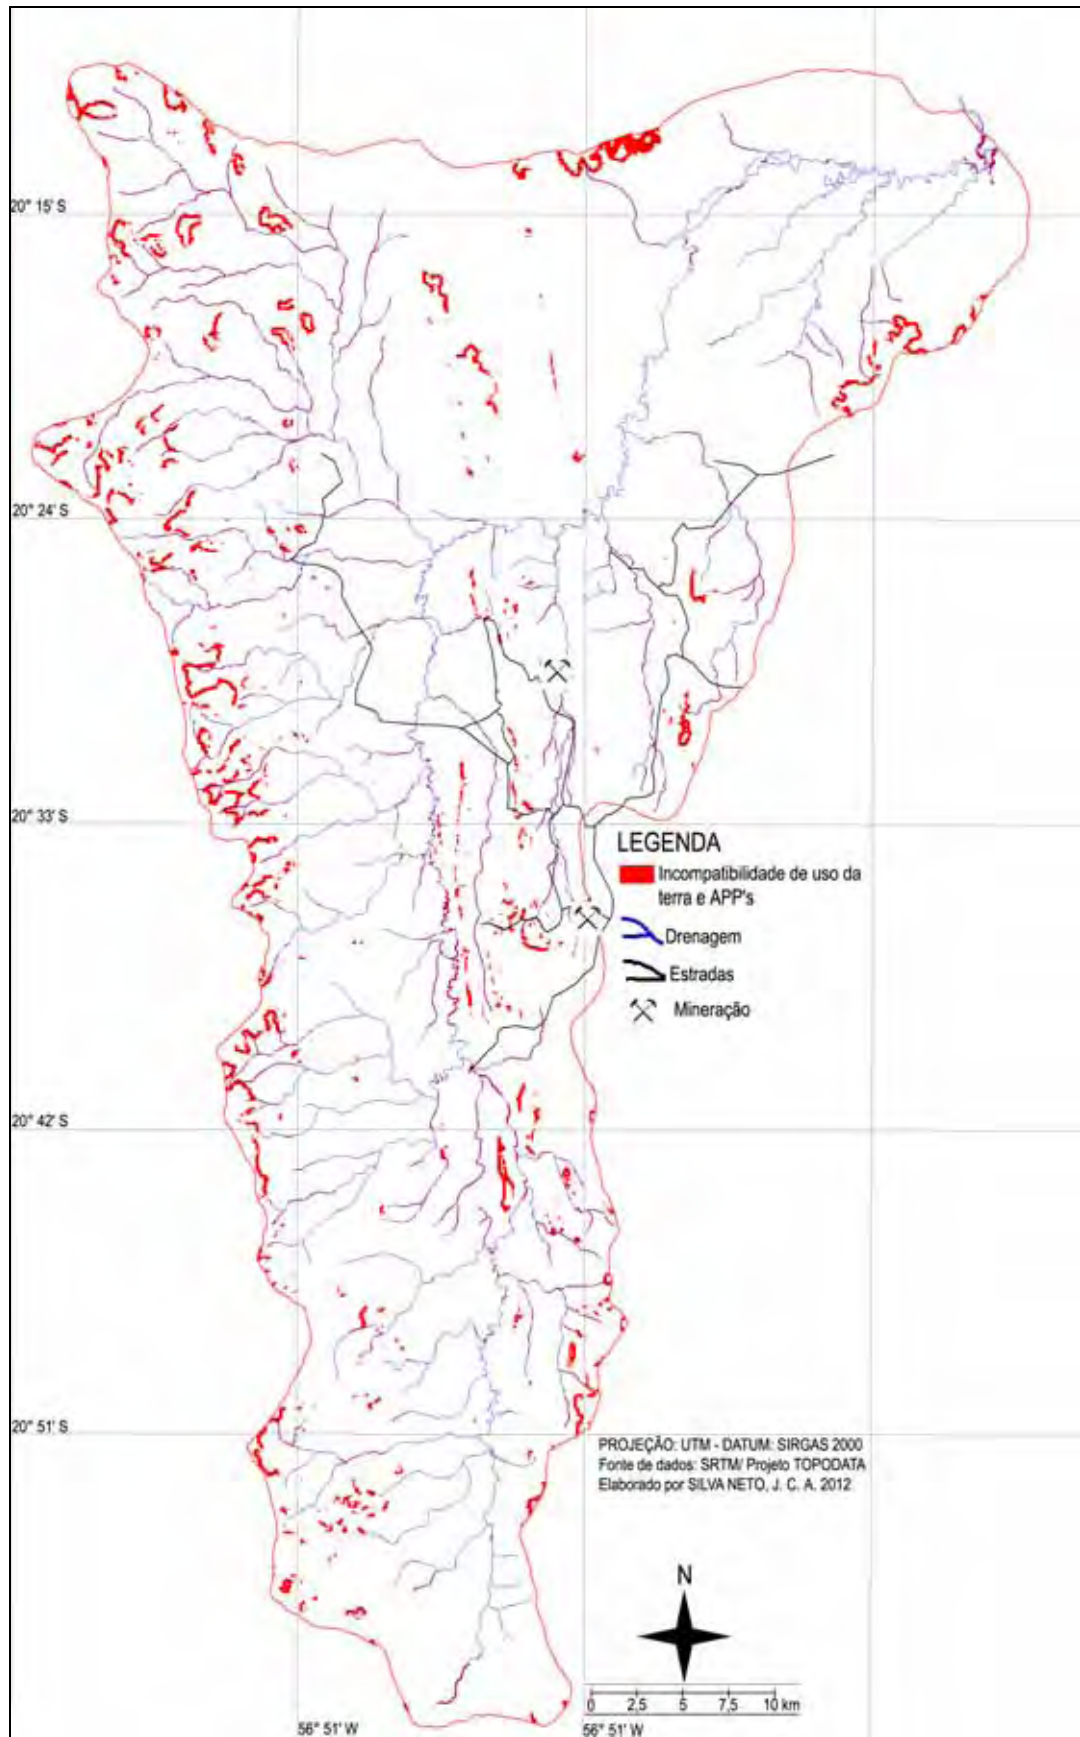 20° 15' S
20° 24' S
20° 33' S
LEGENDA
Incompatibilidade de uso da
terra e APP's
Drenagem
Estradas
Mineração
20° 42' S
20° 51' S
PROJEÇÃO: UTM - DATUM: SIRGAS 2000
Fonte de dados: SRTM/ Projeto TOPODATA
Elaborado por SILVA NETO, J. C. A. 2012
N
0 2,5 5 7,5 10 km
56° 51' W 56° 51' W